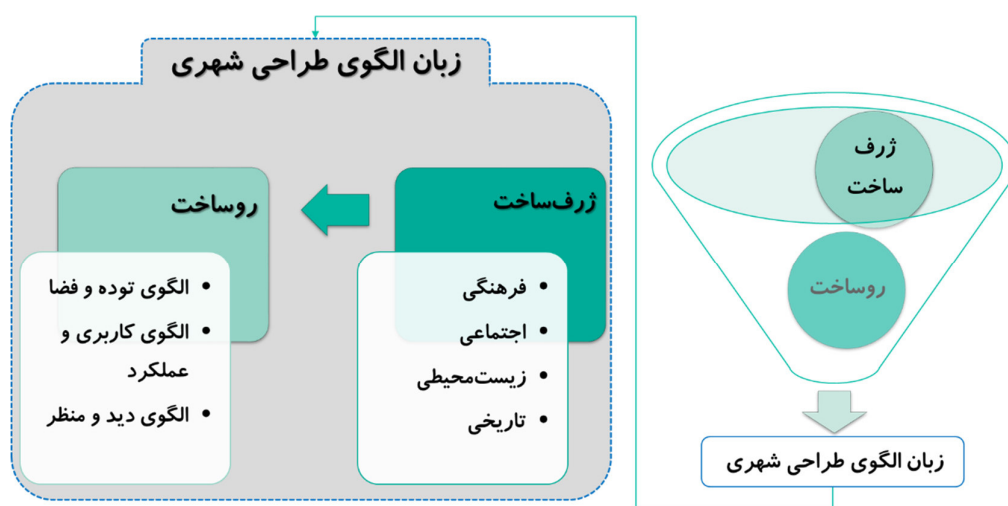 زبان الگوی طراحی شهری
ژرف‌ساخت
• فرهنگی
• اجتماعی
• زیست‌محیطی
• تاریخی
روساخت
• الگوی توده و فضا
• الگوی کاربری و
عملکرد
• الگوی دید و منظر
ژرف
ساخت
روساخت
زبان الگوی طراحی شهری